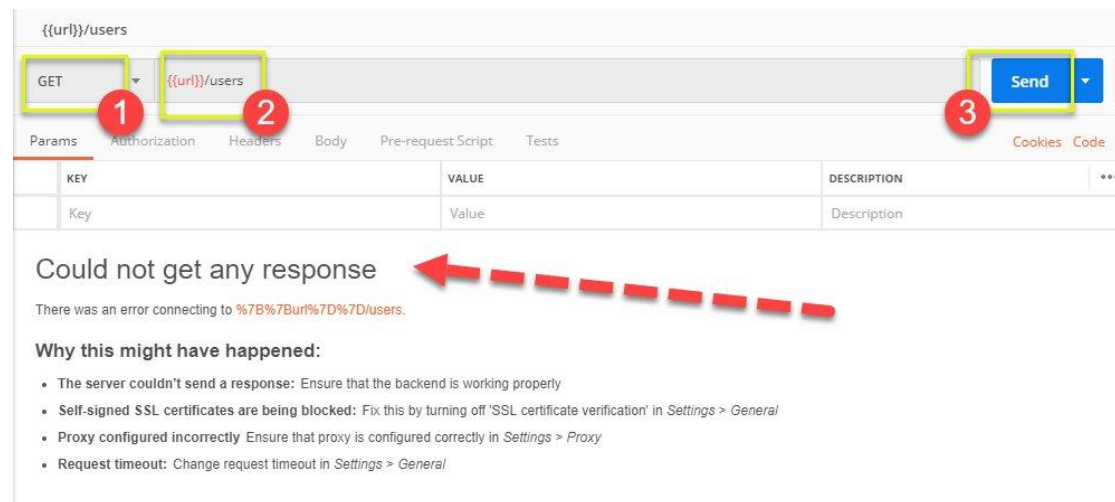 {{url}}/users
GET {{url}}/users Send
1 2 3
Params Authorization Headers Body Pre-request Script Tests Cookies Code
KEY VALUE DESCRIPTION •••
Key Value Description
Could not get any response
There was an error connecting to %7B%7Burl%7D%7D/users.
Why this might have happened:
• The server couldn't send a response: Ensure that the backend is working properly
• Self-signed SSL certificates are being blocked: Fix this by turning off 'SSL certificate verification' in Settings > General
• Proxy configured incorrectly Ensure that proxy is configured correctly in Settings > Proxy
• Request timeout: Change request timeout in Settings > General